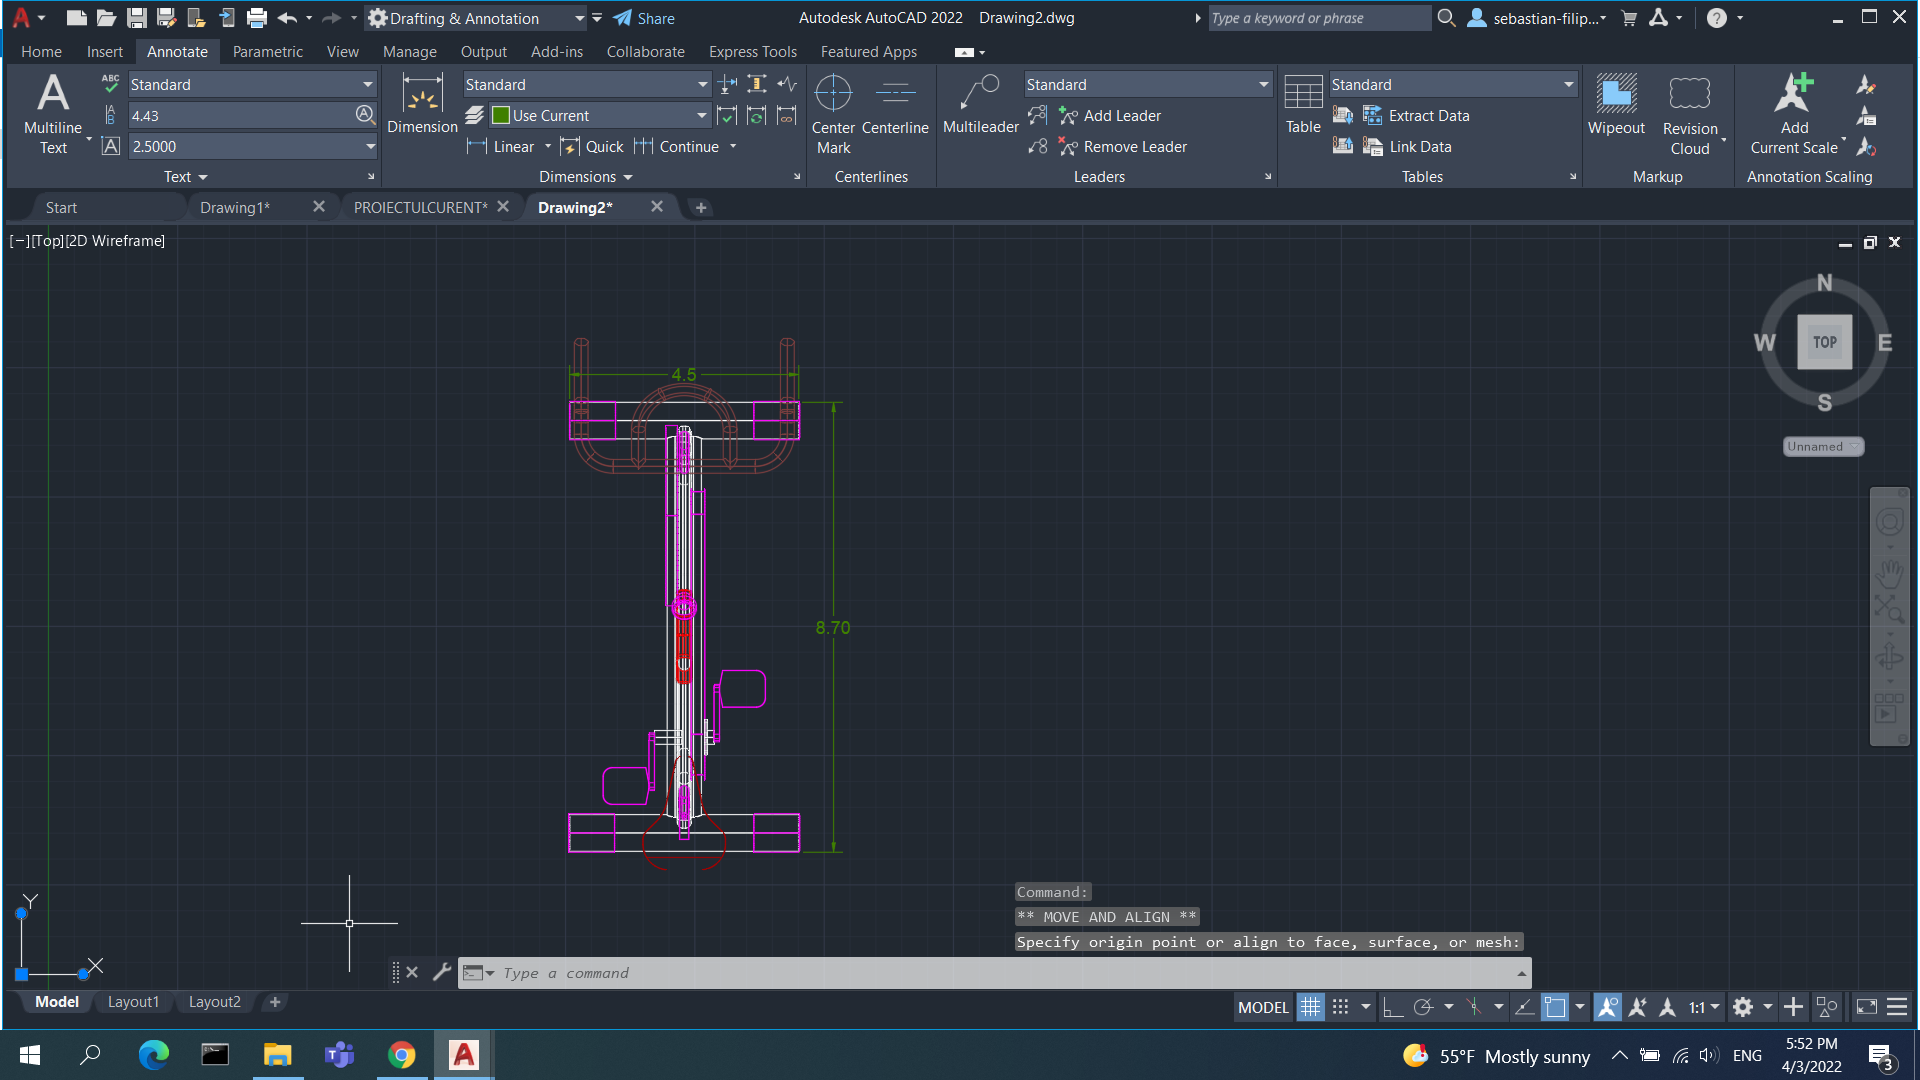 Drafting & Annotation
Share
Autodesk AutoCAD 2022 Drawing2.dwg
Type a keyword or phrase
sebastian-filip...
Home Insert Annotate Parametric View Manage Output Add-ins Collaborate Express Tools Featured Apps
Multiline
Text
ABC
Standard
4.43
2.5000
Text
Dimension
Standard
Use Current
Linear Quick Continue
Dimensions
Center
Mark
Centerline
Centerlines
Multileader
Standard
Add Leader
Remove Leader
Leaders
Table
Standard
Extract Data
Link Data
Tables
Wipeout
Revision
Cloud
Markup
Add
Current Scale
Annotation Scaling
Start Drawing1* PROIECTULCURENT* Drawing2*
[−][Top][2D Wireframe]
N
W TOP E
S
Unnamed
4.5
8.70
Y
X
Command:
** MOVE AND ALIGN **
Specify origin point or align to face, surface, or mesh:
Type a command
Model Layout1 Layout2
MODEL
1:1
55°F Mostly sunny
ENG
5:52 PM
4/3/2022
3